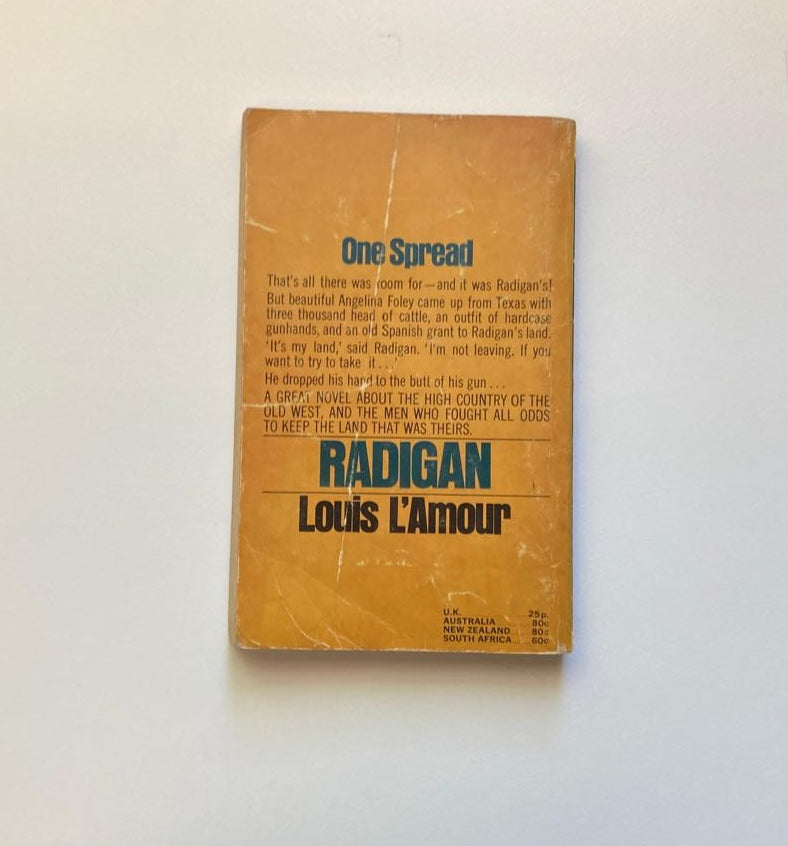 One Spread
That's all there was room for—and it was Radigan's!
But beautiful Angelina Foley came up from Texas with
three thousand head of cattle, an outfit of hardcase
gunhands, and an old Spanish grant to Radigan's land.
'It's my land,' said Radigan. 'I'm not leaving. If you
want to try to take it...'
He dropped his hand to the butt of his gun...
A GREAT NOVEL ABOUT THE HIGH COUNTRY OF THE
OLD WEST, AND THE MEN WHO FOUGHT ALL ODDS
TO KEEP THE LAND THAT WAS THEIRS.
RADIGAN
Louis L'Amour
U.K. 25p.
AUSTRALIA 80c
NEW ZEALAND 80c
SOUTH AFRICA 60c